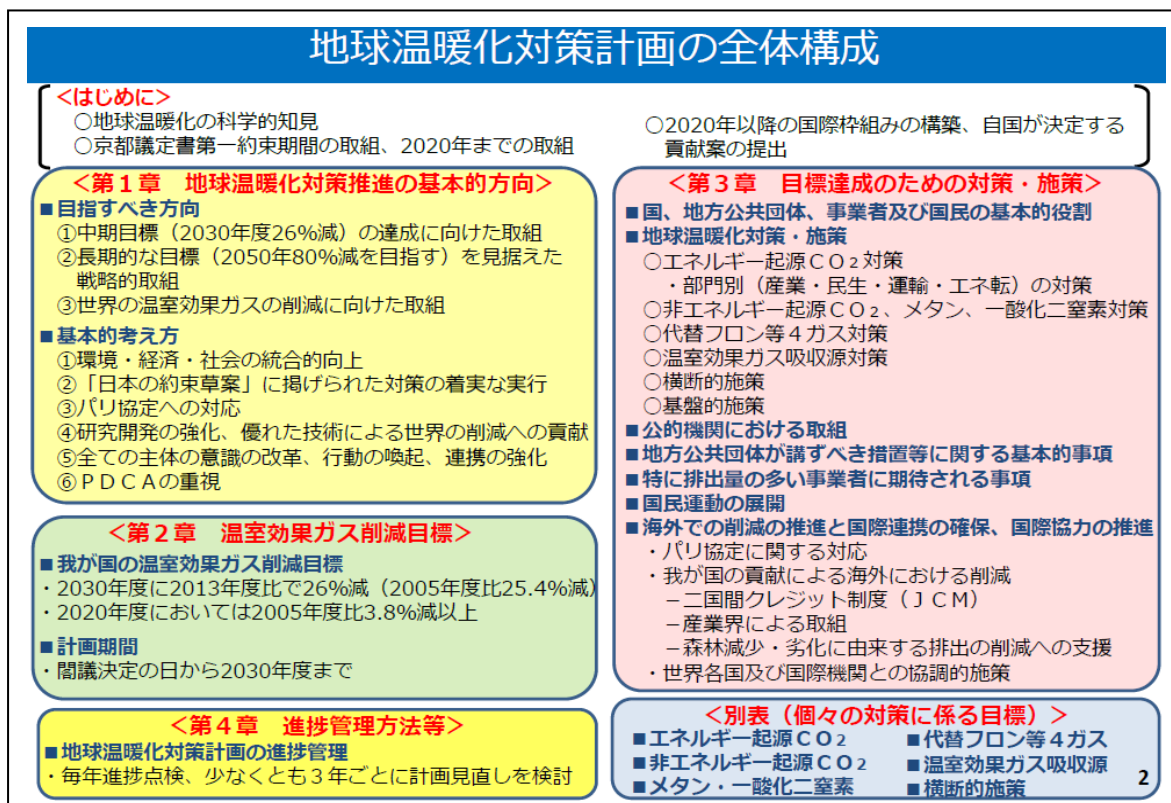 地球温暖化対策計画の全体構成
＜はじめに＞
○地球温暖化の科学的知見
○京都議定書第一約束期間の取組、2020年までの取組
○2020年以降の国際枠組みの構築、自国が決定する
貢献案の提出
＜第１章　地球温暖化対策推進の基本的方向＞
■目指すべき方向
①中期目標（2030年度26%減）の達成に向けた取組
②長期的な目標（2050年80%減を目指す）を見据えた
戦略的取組
③世界の温室効果ガスの削減に向けた取組
■基本的考え方
①環境・経済・社会の統合的向上
②「日本の約束草案」に掲げられた対策の着実な実行
③パリ協定への対応
④研究開発の強化、優れた技術による世界の削減への貢献
⑤全ての主体の意識の改革、行動の喚起、連携の強化
⑥ＰＤＣＡの重視
＜第２章　温室効果ガス削減目標＞
■我が国の温室効果ガス削減目標
・2030年度に2013年度比で26%減（2005年度比25.4%減）
・2020年度においては2005年度比3.8%減以上
■計画期間
・閣議決定の日から2030年度まで
＜第４章　進捗管理方法等＞
■地球温暖化対策計画の進捗管理
・毎年進捗点検、少なくとも３年ごとに計画見直しを検討
＜第３章　目標達成のための対策・施策＞
■国、地方公共団体、事業者及び国民の基本的役割
■地球温暖化対策・施策
○エネルギー起源ＣＯ２対策
・部門別（産業・民生・運輸・エネ転）の対策
○非エネルギー起源ＣＯ２、メタン、一酸化二窒素対策
○代替フロン等４ガス対策
○温室効果ガス吸収源対策
○横断的施策
○基盤的施策
■公的機関における取組
■地方公共団体が講ずべき措置等に関する基本的事項
■特に排出量の多い事業者に期待される事項
■国民運動の展開
■海外での削減の推進と国際連携の確保、国際協力の推進
・パリ協定に関する対応
・我が国の貢献による海外における削減
－二国間クレジット制度（ＪＣＭ）
－産業界による取組
－森林減少・劣化に由来する排出の削減への支援
・世界各国及び国際機関との協調的施策
＜別表（個々の対策に係る目標）＞
■エネルギー起源ＣＯ２
■非エネルギー起源ＣＯ２
■メタン・一酸化二窒素
■代替フロン等４ガス
■温室効果ガス吸収源
■横断的施策
2